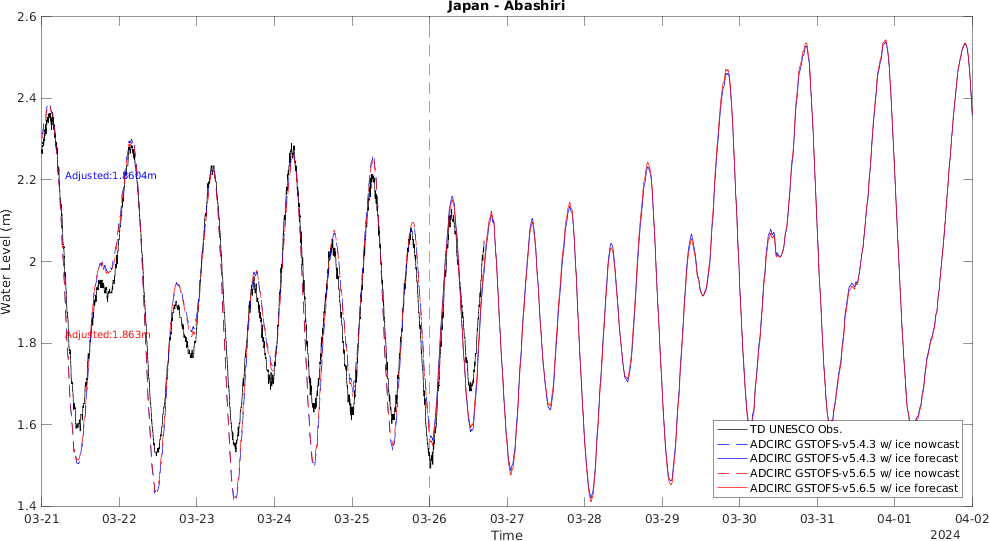 Japan - Abashiri
2.6
2.4
2.2
2
1.8
1.6
1.4
Water Level (m)
Adjusted:1.8604m
Adjusted:1.863m
TD UNESCO Obs.
ADCIRC GSTOFS-v5.4.3 w/ ice nowcast
ADCIRC GSTOFS-v5.4.3 w/ ice forecast
ADCIRC GSTOFS-v5.6.5 w/ ice nowcast
ADCIRC GSTOFS-v5.6.5 w/ ice forecast
03-21 03-22 03-23 03-24 03-25 03-26 03-27 03-28 03-29 03-30 03-31 04-01 04-02
Time
2024